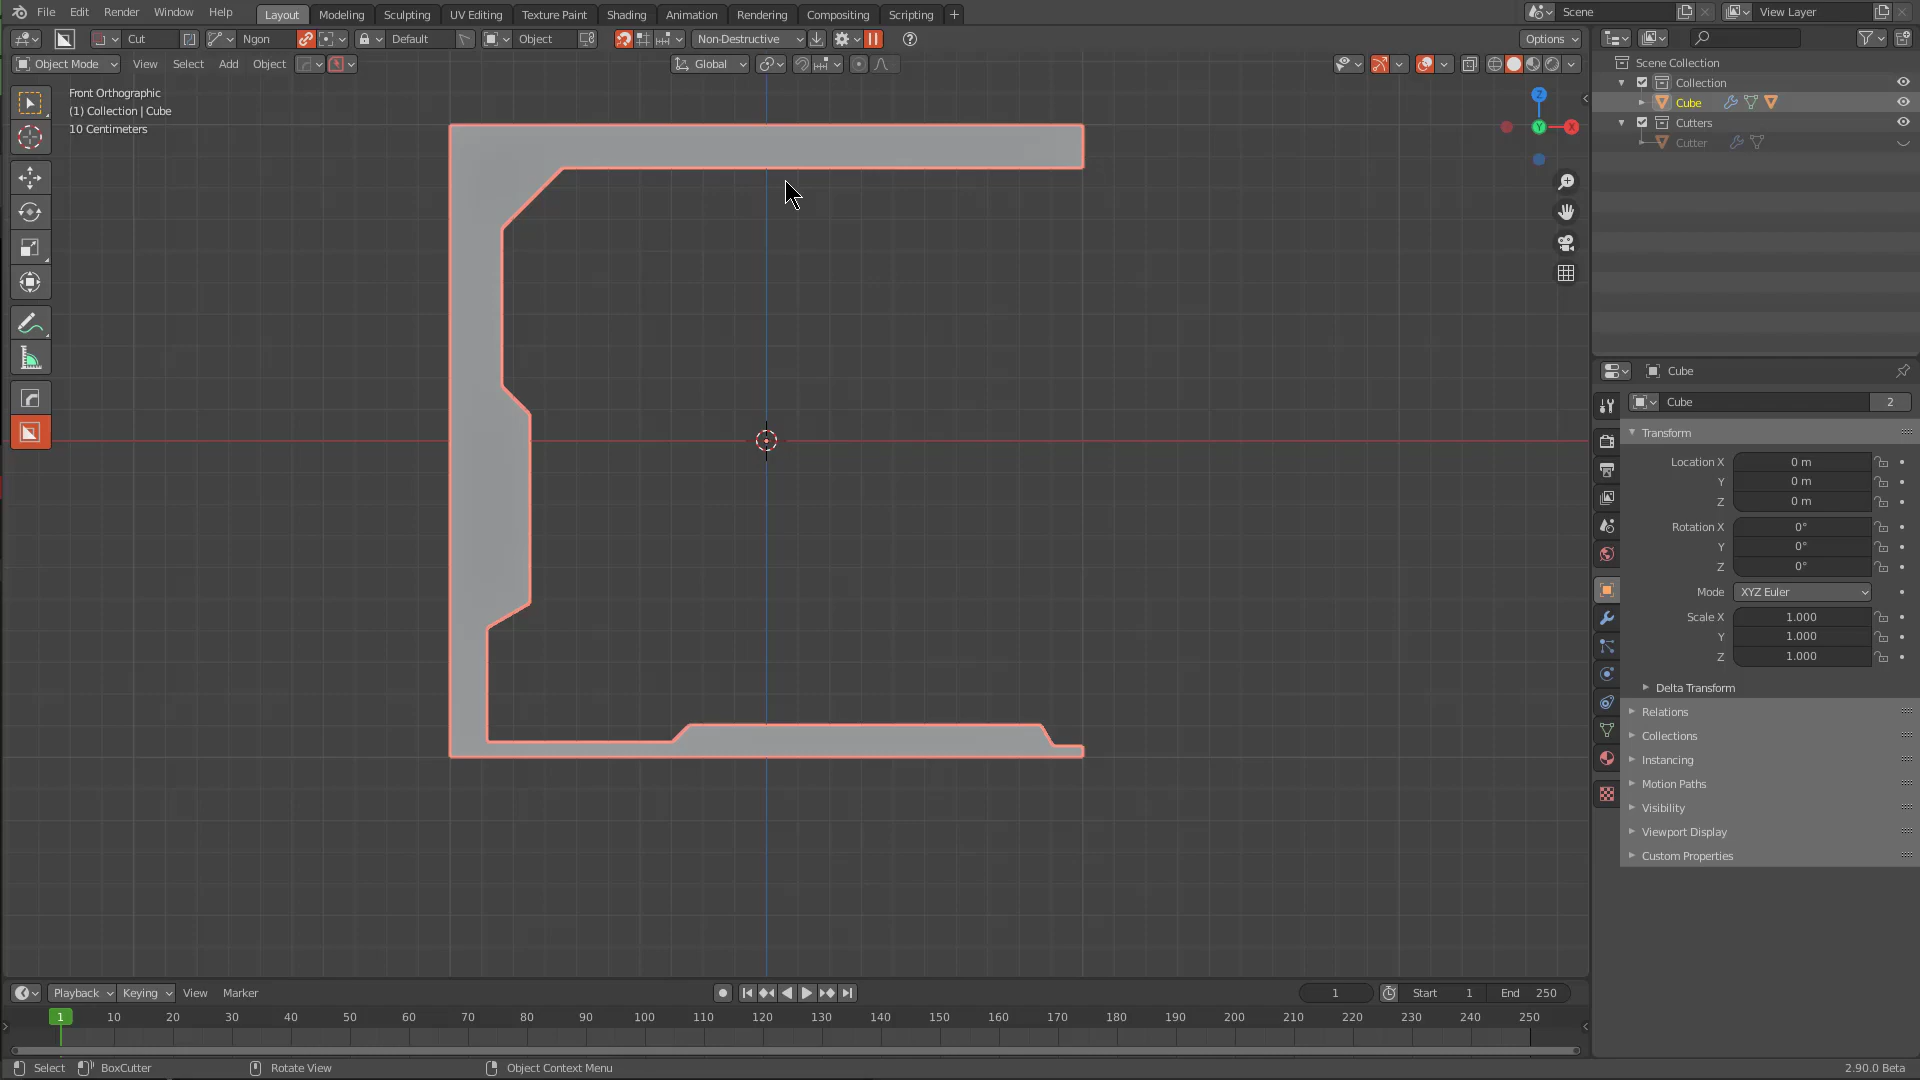 File Edit Render Window Help Layout Modeling Sculpting UV Editing Texture Paint Shading Animation Rendering Compositing Scripting + Scene View Layer
Cut Ngon Default Object Non-Destructive Options
Object Mode View Select Add Object Global
Front Orthographic
(1) Collection | Cube
10 Centimeters
Z
Y
X
Scene Collection
Collection
Cube
Cutters
Cutter
Cube
Cube 2
Transform
Location X 0 m
Y 0 m
Z 0 m
Rotation X 0°
Y 0°
Z 0°
Mode XYZ Euler
Scale X 1.000
Y 1.000
Z 1.000
Delta Transform
Relations
Collections
Instancing
Motion Paths
Visibility
Viewport Display
Custom Properties
Playback Keying View Marker 1 Start 1 End 250
1 10 20 30 40 50 60 70 80 90 100 110 120 130 140 150 160 170 180 190 200 210 220 230 240 250
Select BoxCutter Rotate View Object Context Menu 2.90.0 Beta